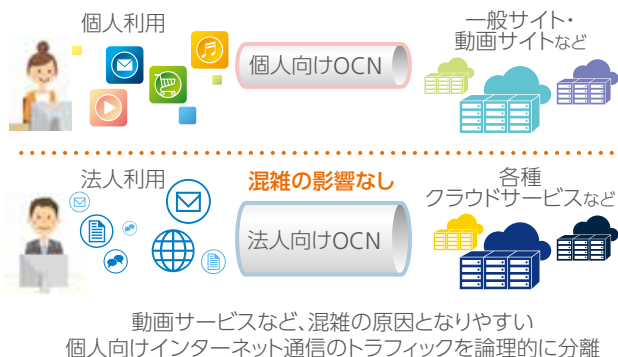 個人利用
個人向けOCN
一般サイト・
動画サイトなど
法人利用
混雑の影響なし
法人向けOCN
各種
クラウドサービスなど
動画サービスなど、混雑の原因となりやすい
個人向けインターネット通信のトラフィックを論理的に分離